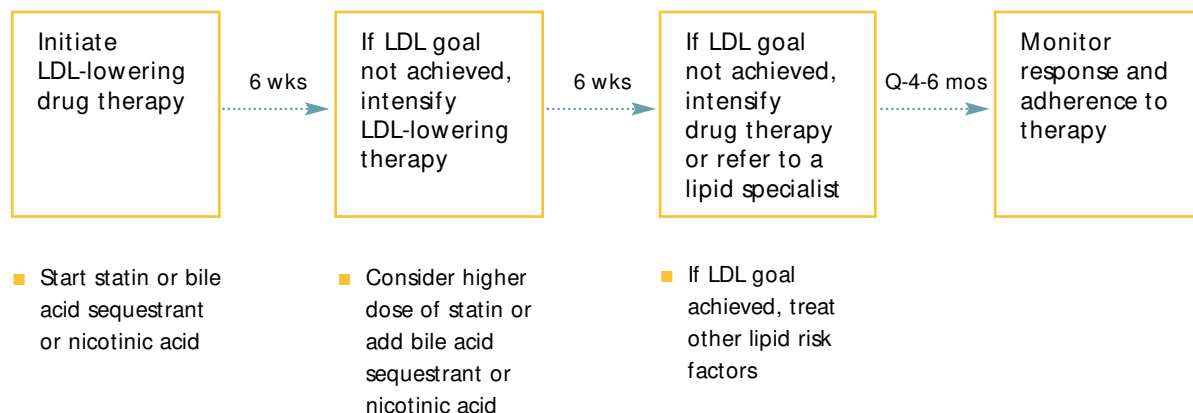 Initiate
LDL-lowering
drug therapy
6 wks
If LDL goal
not achieved,
intensify
LDL-lowering
therapy
6 wks
If LDL goal
not achieved,
intensify
drug therapy
or refer to a
lipid specialist
Q-4-6 mos
Monitor
response and
adherence to
therapy
Start statin or bile
acid sequestrant
or nicotinic acid
Consider higher
dose of statin or
add bile acid
sequestrant or
nicotinic acid
If LDL goal
achieved, treat
other lipid risk
factors